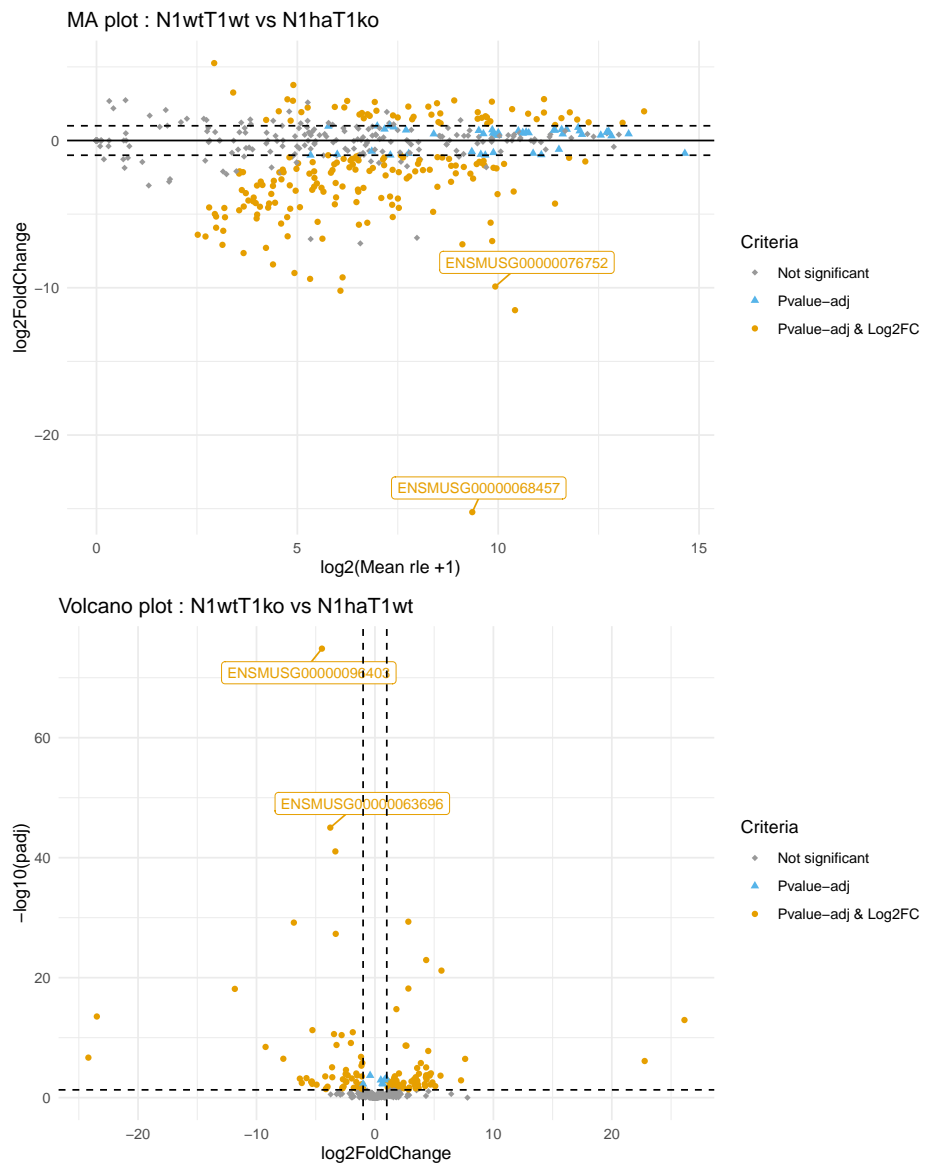 MA plot : N1wtT1wt vs N1haT1ko
0
−10
−20
log2FoldChange
ENSMUSG00000076752
ENSMUSG00000068457
0
5
10
15
log2(Mean rle +1)
Criteria
Not significant
Pvalue−adj
Pvalue−adj & Log2FC
Volcano plot : N1wtT1ko vs N1haT1wt
ENSMUSG00000096403
ENSMUSG00000063696
60
40
20
0
−log10(padj)
−20
−10
0
10
20
log2FoldChange
Criteria
Not significant
Pvalue−adj
Pvalue−adj & Log2FC